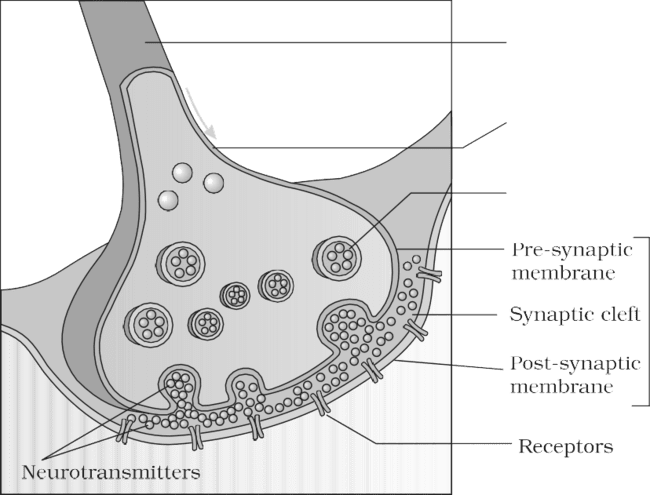 Pre-synaptic
membrane
Synaptic cleft
Post-synaptic
membrane
Receptors
Neurotransmitters